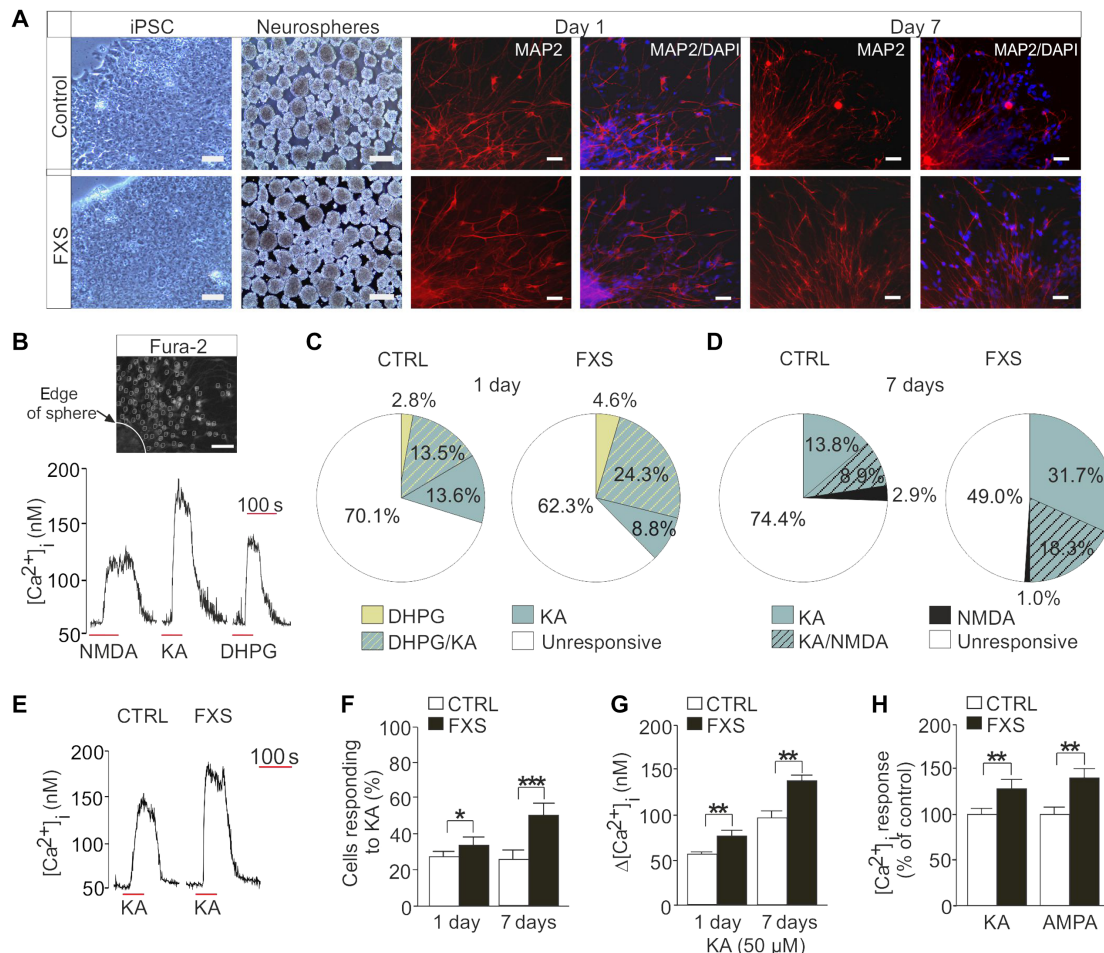 A
iPSC Neurospheres Day 1 Day 7
Control
MAP2 MAP2/DAPI MAP2 MAP2/DAPI
FXS
B
Fura-2
Edge
of sphere
200
150
100
50
[Ca2+]i (nM)
100 s
NMDA KA DHPG
C
CTRL FXS
1 day
2.8% 4.6%
13.5% 24.3%
13.6% 8.8%
70.1% 62.3%
DHPG KA
DHPG/KA Unresponsive
D
CTRL FXS
7 days
13.8% 31.7%
8.9% 18.3%
2.9% 1.0%
74.4% 49.0%
KA NMDA
KA/NMDA Unresponsive
E
CTRL FXS
100 s
200
150
100
50
[Ca2+]i (nM)
KA KA
F
CTRL
FXS
100
80
60
40
20
0
Cells responding
to KA (%)
* ***
1 day 7 days
G
CTRL
FXS
200
150
100
50
0
Δ[Ca2+]i (nM)
** **
1 day 7 days
KA (50 µM)
H
CTRL
FXS
200
150
100
50
0
[Ca2+]i response
(% of control)
** **
KA AMPA